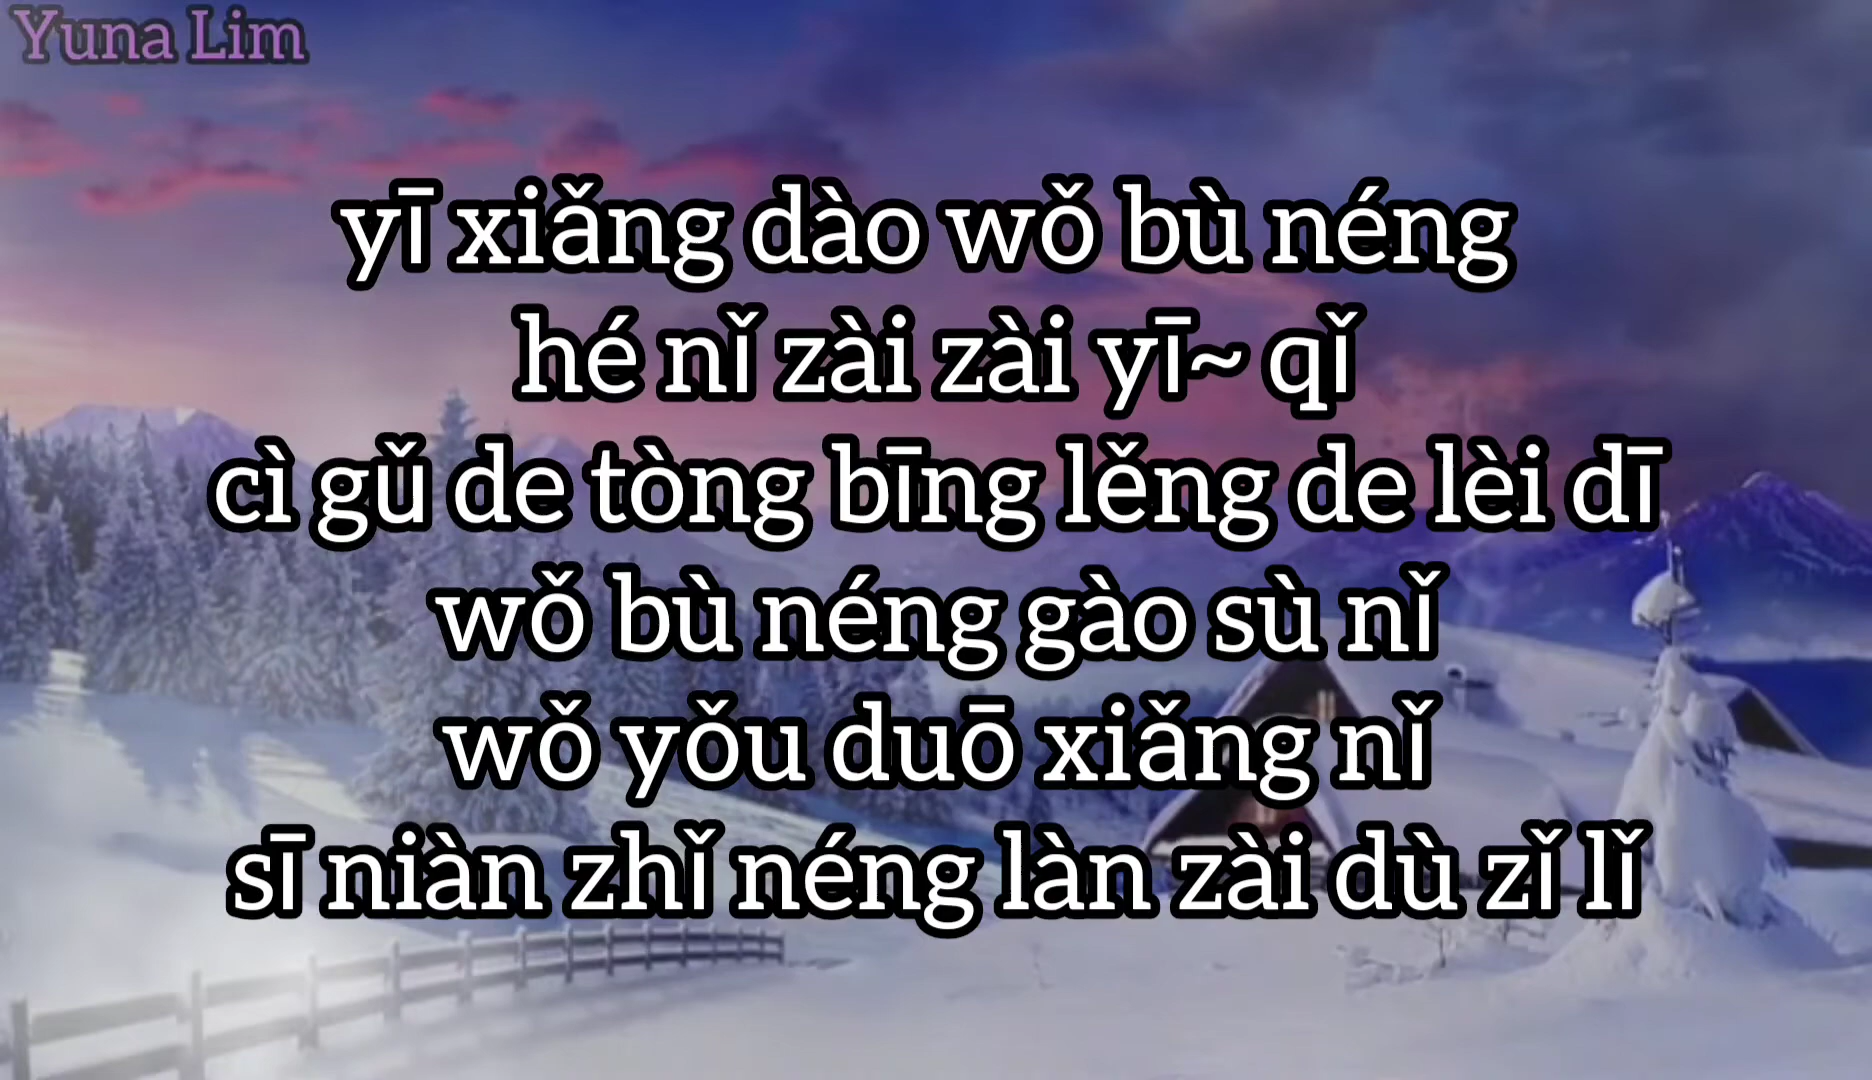 Yuna Lim
yī xiǎng dào wǒ bù néng
hé nǐ zài zài yī~ qǐ
cì gǔ de tòng bīng lěng de lèi dī
wǒ bù néng gào sù nǐ
wǒ yǒu duō xiǎng nǐ
sī niàn zhǐ néng làn zài dù zǐ lǐ